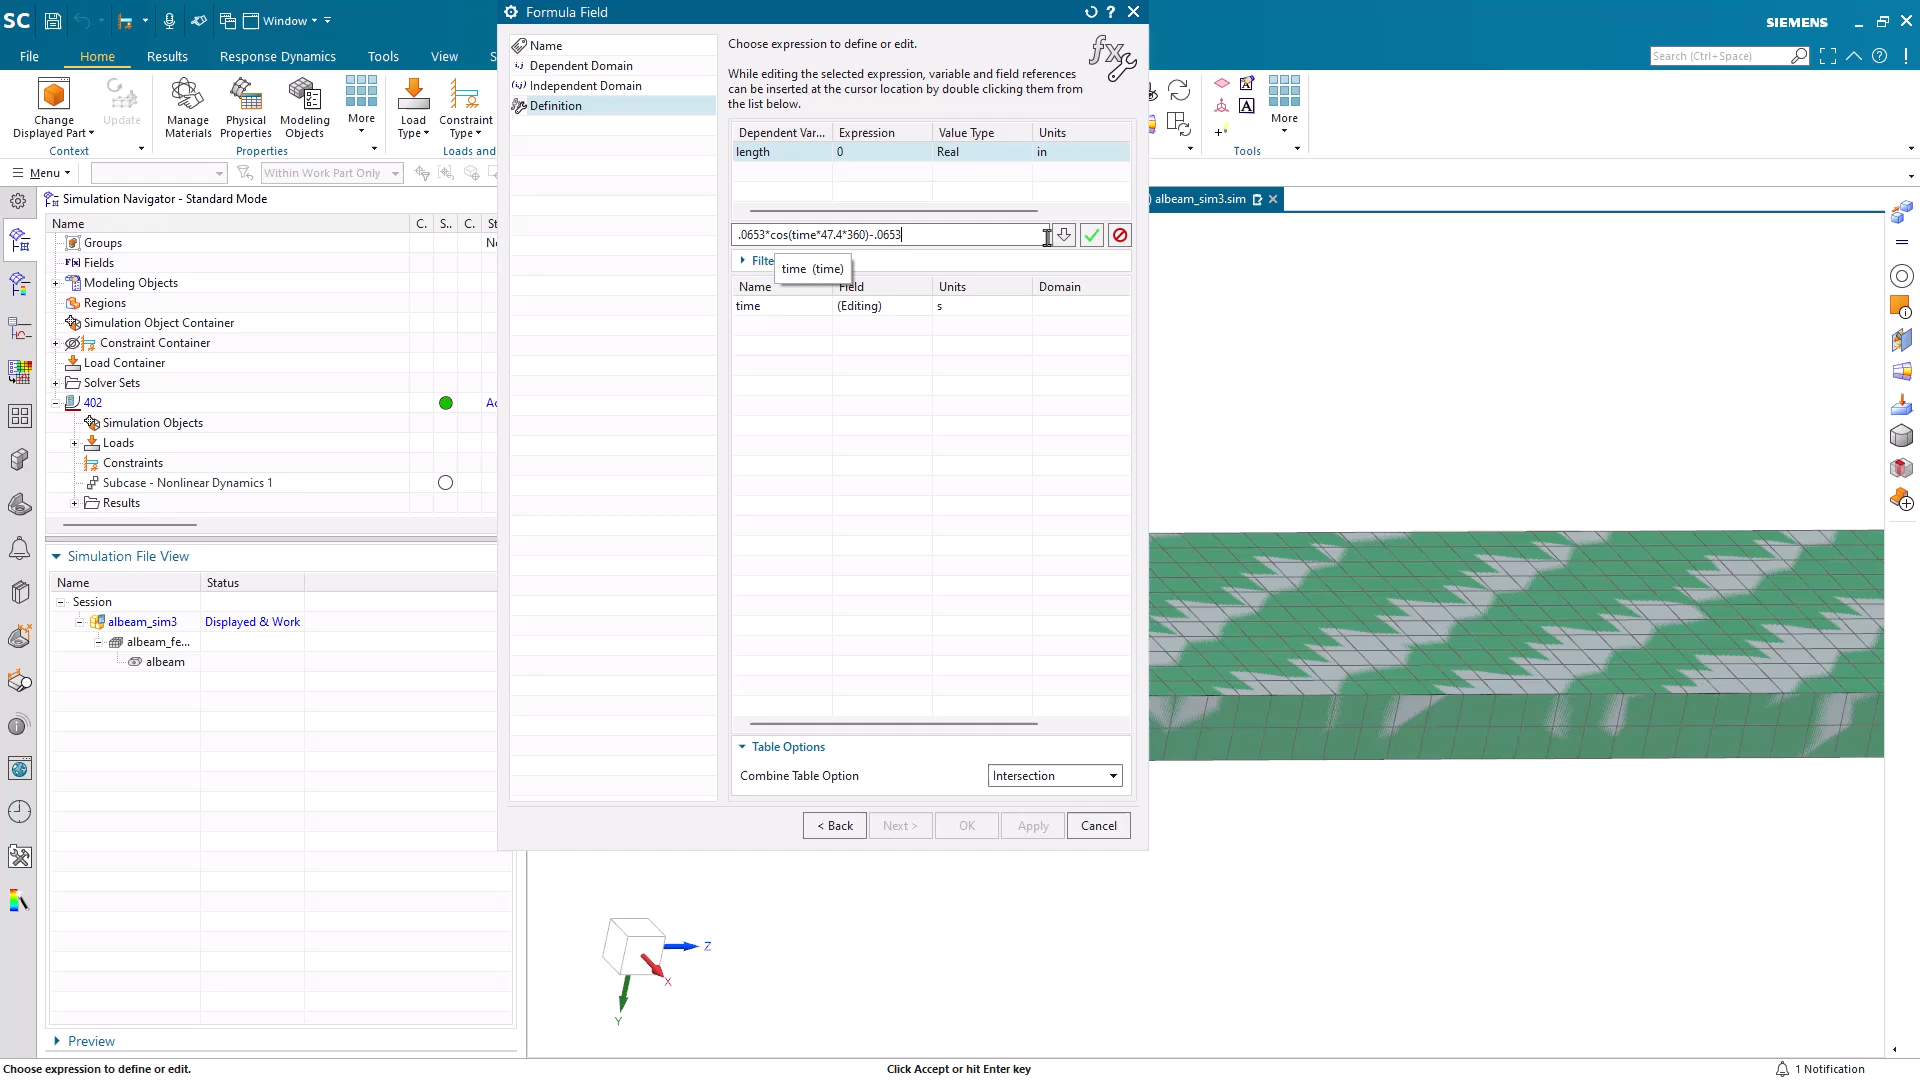 SC
Window
Formula Field
SIEMENS
File
Home
Results
Response Dynamics
Tools
View
S
Search (Ctrl+Space)
Change
Displayed Part
Update
Manage
Materials
Physical
Properties
Modeling
Objects
More
Load
Type
Constraint
Type
More
Context
Properties
Loads and
Tools
Menu
Within Work Part Only
Simulation Navigator - Standard Mode
Name
C.
S..
C.
St
Groups
Nc
Fields
Modeling Objects
Regions
Simulation Object Container
Constraint Container
Load Container
Solver Sets
402
Ac
Simulation Objects
Loads
Constraints
Subcase - Nonlinear Dynamics 1
Results
Simulation File View
Name
Status
Session
albeam_sim3
Displayed & Work
albeam_fe...
albeam
Preview
Name
Dependent Domain
Independent Domain
Definition
Choose expression to define or edit.
While editing the selected expression, variable and field references
can be inserted at the cursor location by double clicking them from
the list below.
Dependent Var...
Expression
Value Type
Units
length
0
Real
in
.0653*cos(time*47.4*360)-.0653
Filte
time (time)
Name
Field
Units
Domain
time
(Editing)
s
Table Options
Combine Table Option
Intersection
< Back
Next >
OK
Apply
Cancel
) albeam_sim3.sim
Z
X
Y
Choose expression to define or edit.
Click Accept or hit Enter key
1 Notification